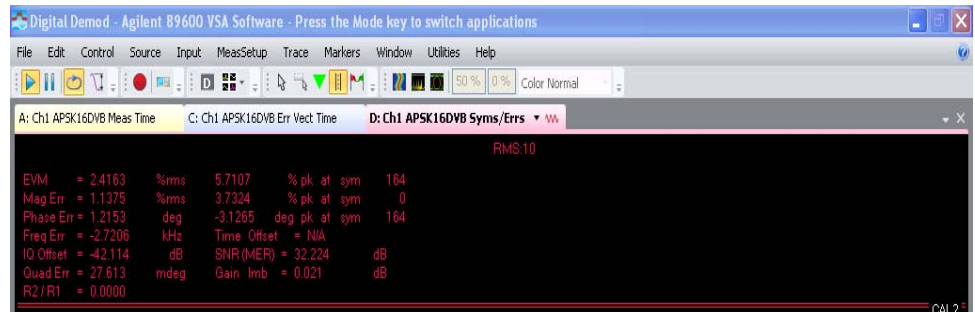 Digital Demod - Agilent 89600 VSA Software - Press the Mode key to switch applications
File Edit Control Source Input MeasSetup Trace Markers Window Utilities Help
50 % 0 % Color Normal
A: Ch1 APSK16DVB Meas Time C: Ch1 APSK16DVB Err Vect Time D: Ch1 APSK16DVB Syms/Errs
RMS:10
EVM = 2.4163 %rms 5.7107 % pk at sym 164
Mag Err = 1.1375 %rms 3.7324 % pk at sym 0
Phase Err = 1.2153 deg -3.1265 deg pk at sym 164
Freq Err = -2.7206 kHz Time Offset = N/A
IQ Offset = -42.114 dB SNR(MER) = 32.224 dB
Quad Err = 27.613 mdeg Gain Imb = 0.021 dB
R2 / R1 = 0.0000
CAL?